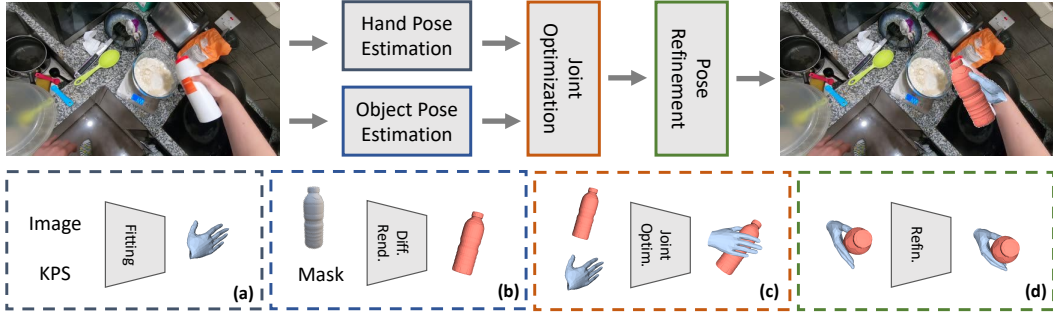 Hand Pose
Estimation
Object Pose
Estimation
Joint
Optimization
Pose
Refinement
Image
KPS
Fitting
(a)
Mask
Diff.
Rend.
(b)
Joint
Optim.
(c)
Refin.
(d)